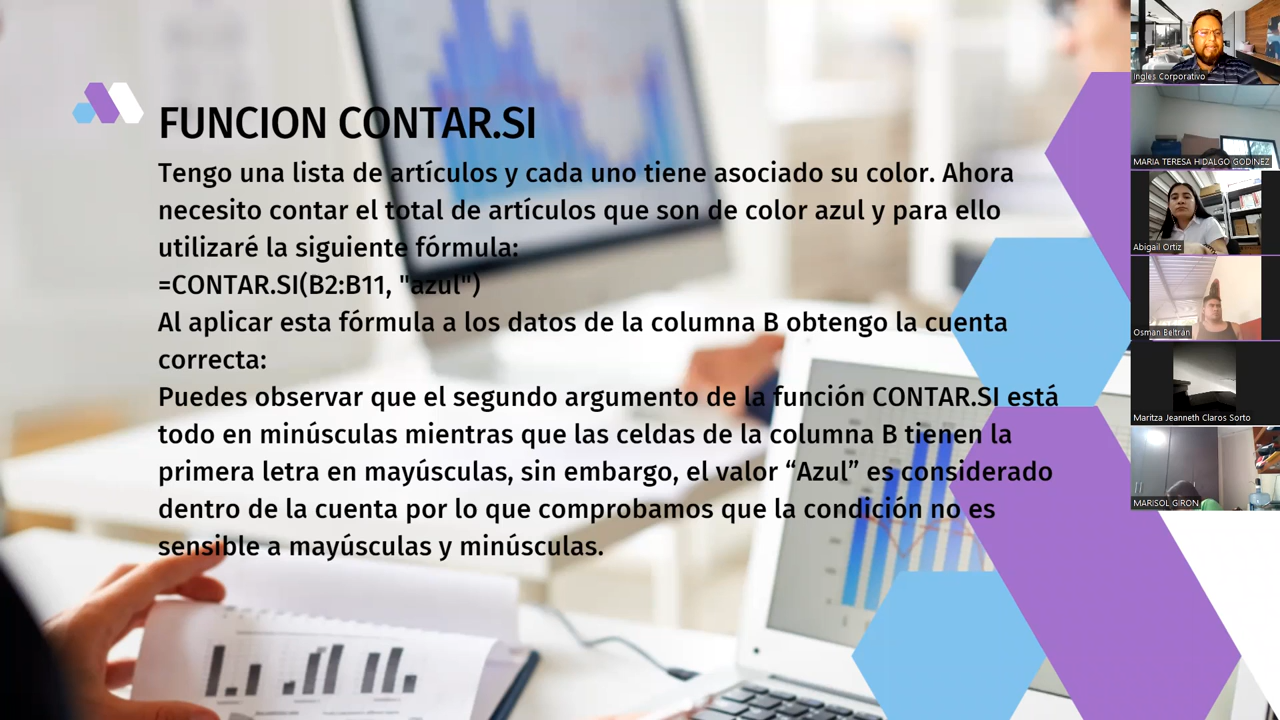 FUNCION CONTAR.SI
Tengo una lista de artículos y cada uno tiene asociado su color. Ahora
necesito contar el total de artículos que son de color azul y para ello
utilizaré la siguiente fórmula:
=CONTAR.SI(B2:B11, "azul")
Al aplicar esta fórmula a los datos de la columna B obtengo la cuenta
correcta:
Puedes observar que el segundo argumento de la función CONTAR.SI está
todo en minúsculas mientras que las celdas de la columna B tienen la
primera letra en mayúsculas, sin embargo, el valor “Azul” es considerado
dentro de la cuenta por lo que comprobamos que la condición no es
sensible a mayúsculas y minúsculas.
Ingles Corporativo
MARIA TERESA HIDALGO GODINEZ
Abigail Ortiz
Osman Beltrán
Maritza Jeanneth Claros Sorto
MARISOL GIRON